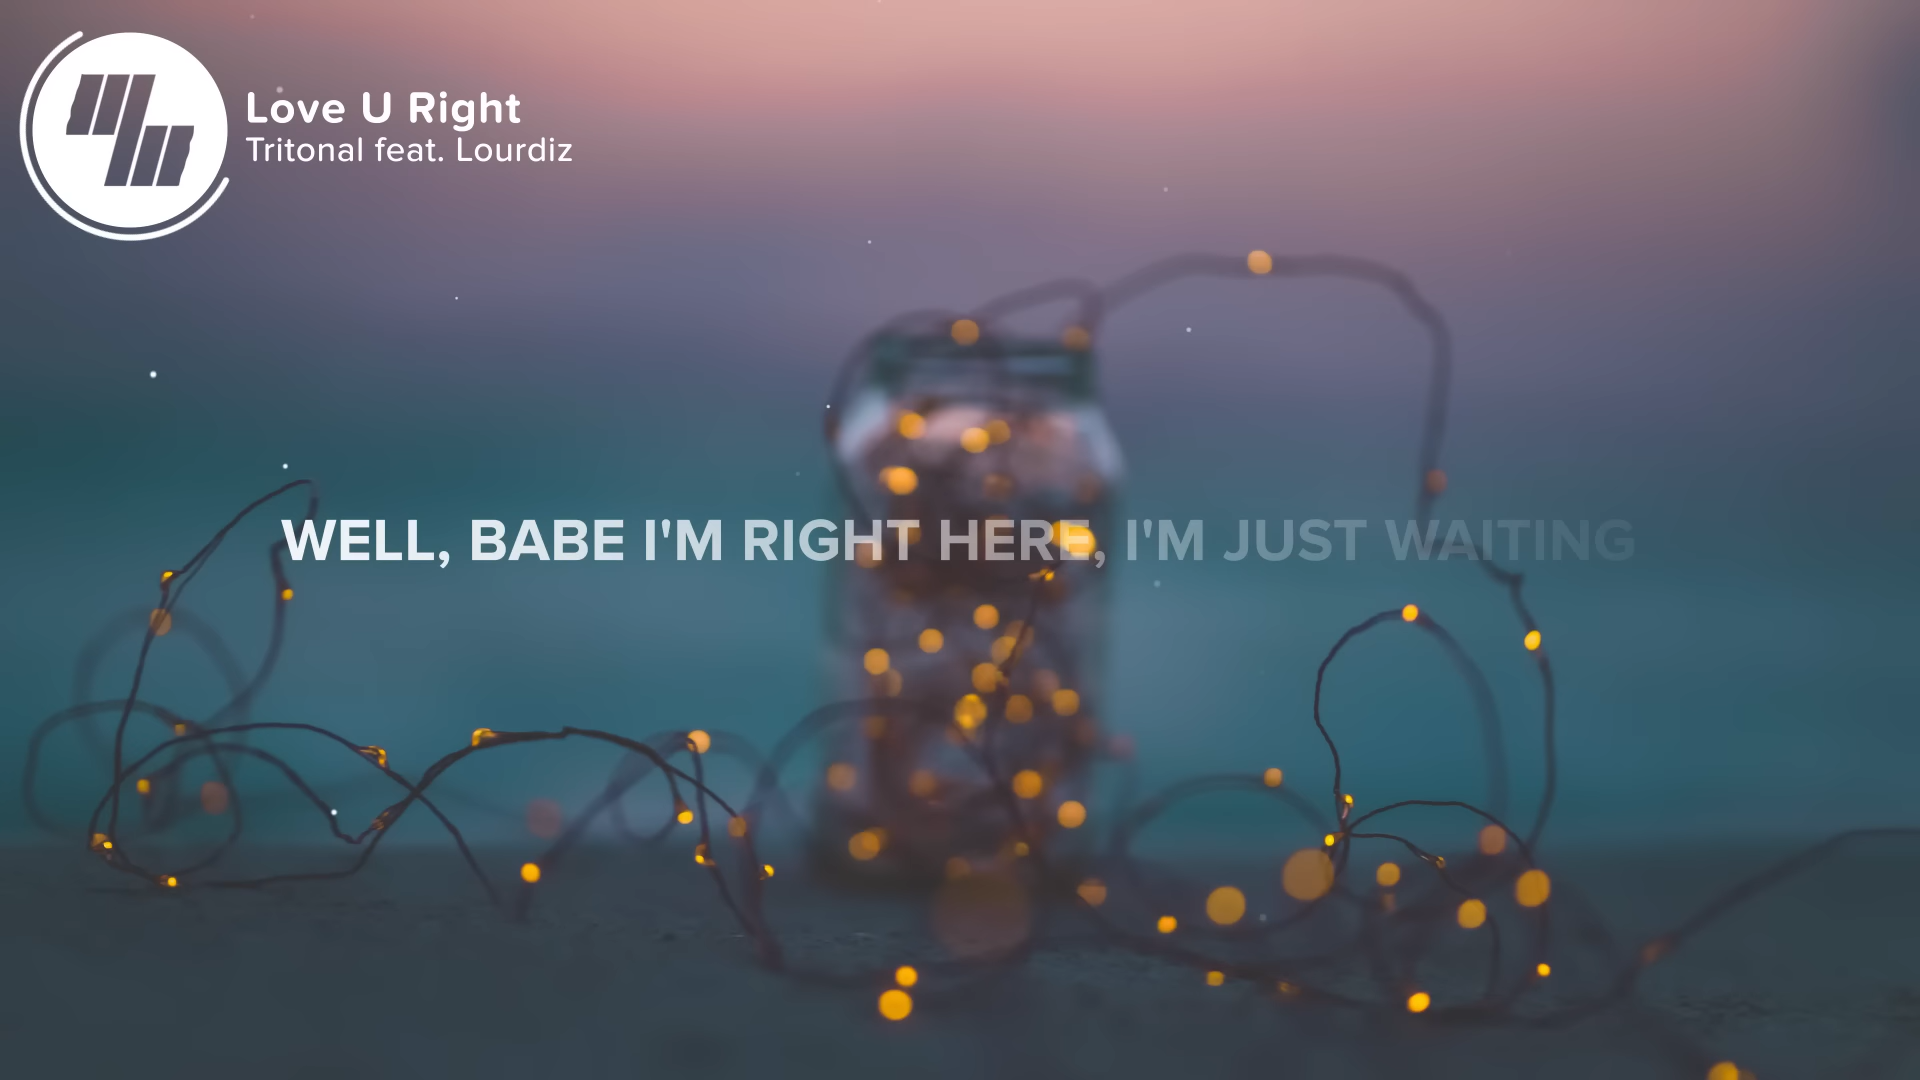 Love U Right
Tritonal feat. Lourdiz
WELL, BABE I'M RIGHT HERE, I'M JUST WAITING